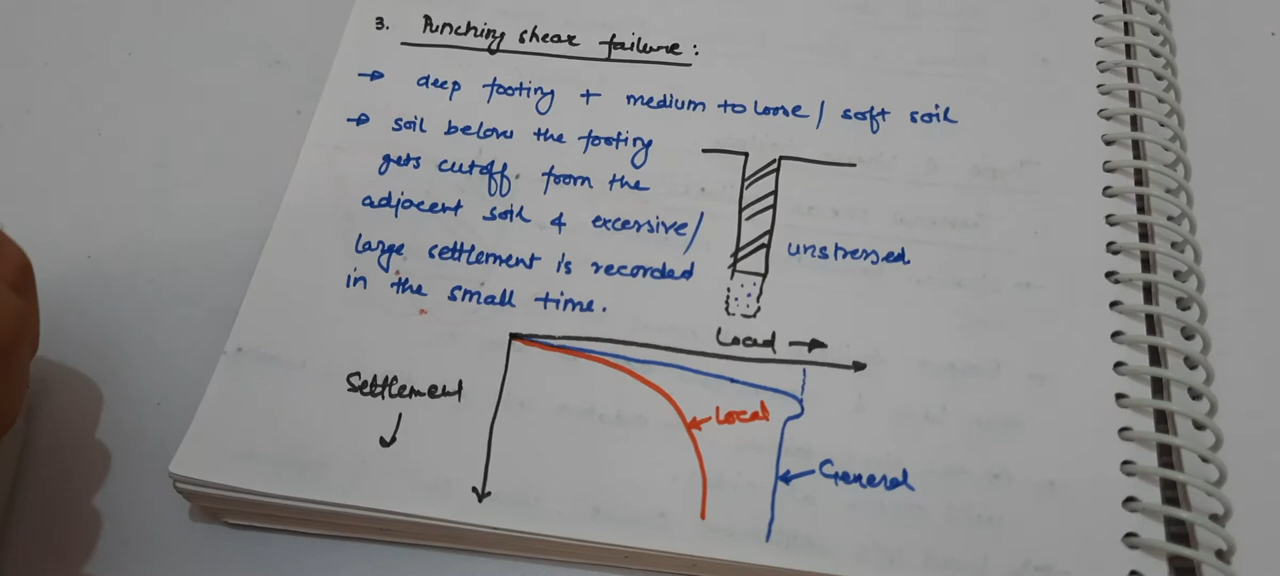 3. Punching shear failure:
→ deep footing + medium to loose/ soft soil
→ soil below the footing
gets cutoff from the
adjacent soil & excessive/
large settlement is recorded
in the small time.
unstressed
Load →
Settlement
Local
General